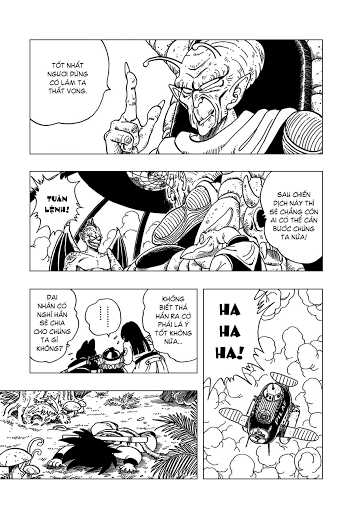 TỐT NHẤT
NGƯƠI ĐỪNG
CÓ LÀM TA
THẤT VỌNG.
SAU CHIẾN
DỊCH NÀY THÌ
SẼ CHẲNG CÒN
AI CÓ THỂ CẢN
BƯỚC CHÚNG
TA NỮA!
TUÂN
LỆNH!
ĐẠI
NHÂN CÓ
NGHĨ HẮN
SẼ CHIA
CHO CHÚNG
TA GÌ
KHÔNG?
......
KHÔNG
BIẾT THẢ
HẮN RA CÓ
PHẢI LÀ Ý
TỐT KHÔNG
NỮA...
HA
HA
HA!